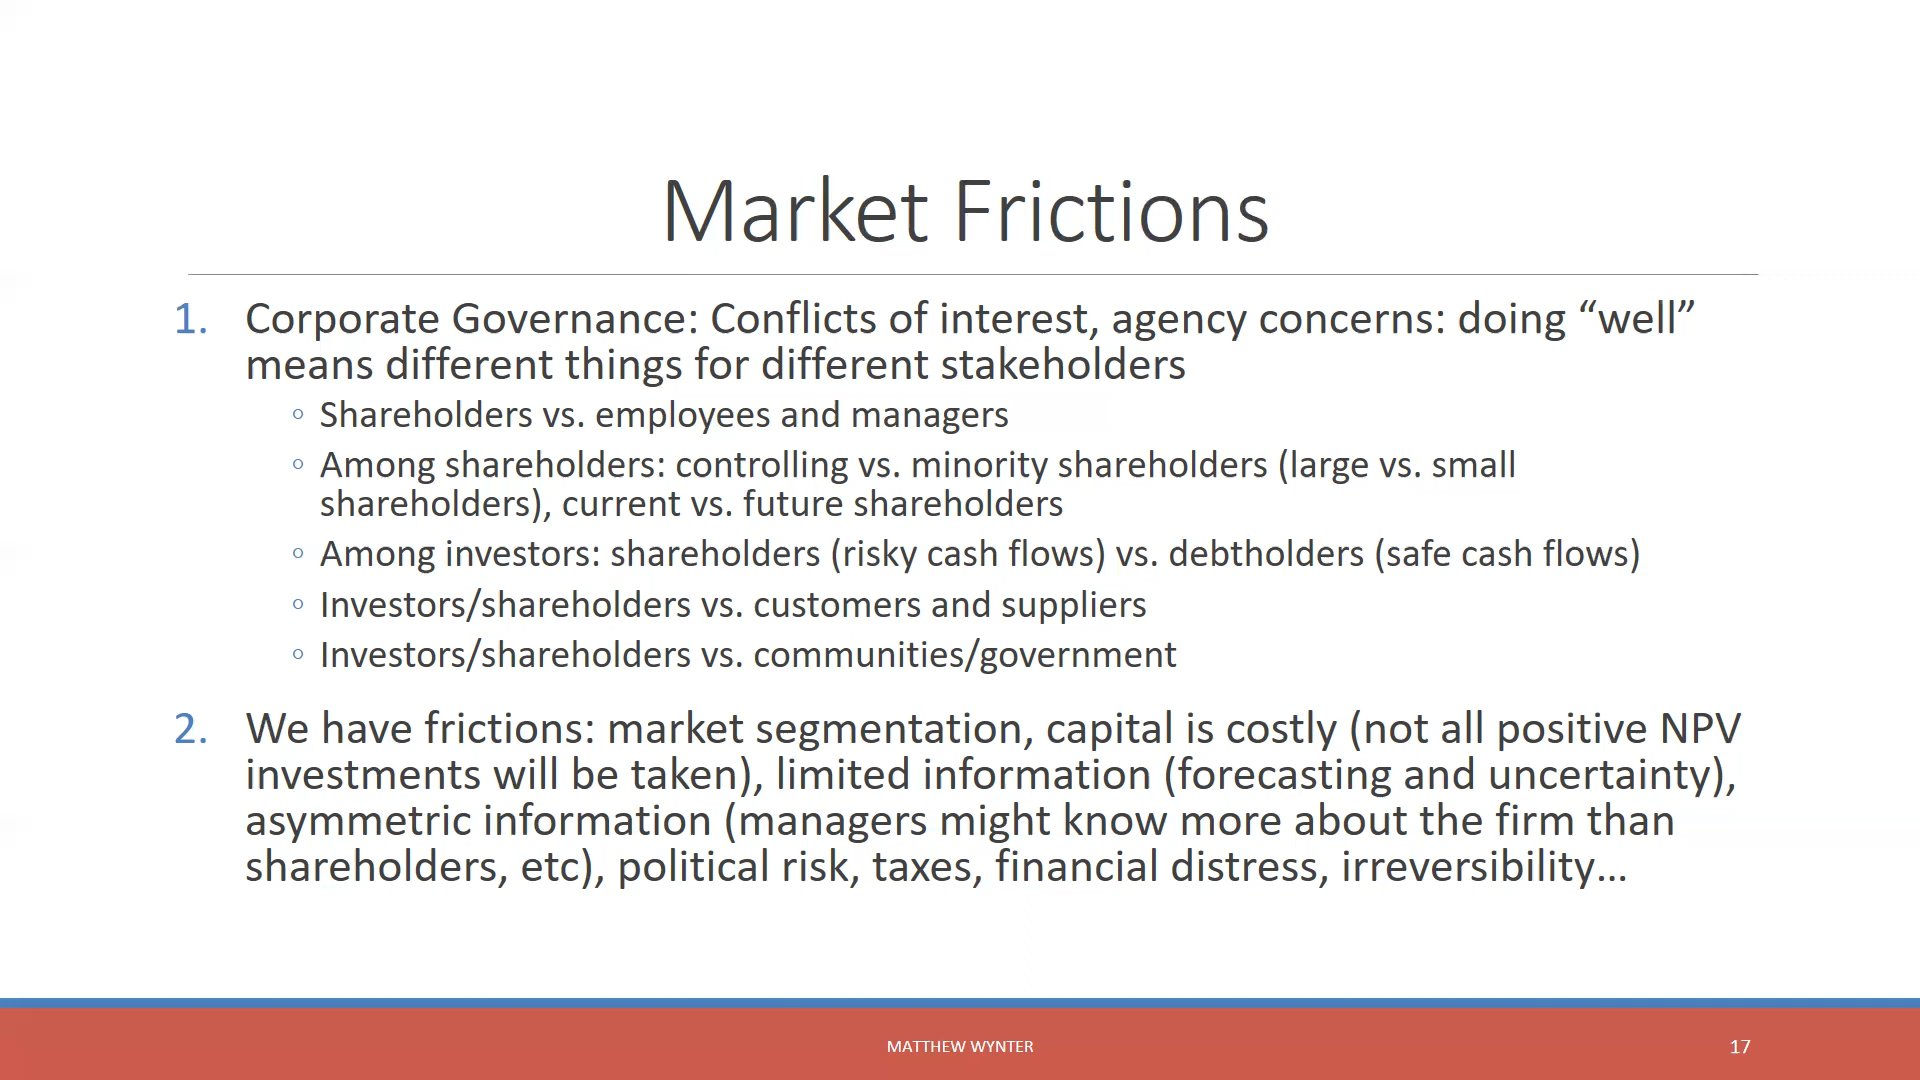 Market Frictions
1. Corporate Governance: Conflicts of interest, agency concerns: doing “well”
means different things for different stakeholders
◦ Shareholders vs. employees and managers
◦ Among shareholders: controlling vs. minority shareholders (large vs. small
shareholders), current vs. future shareholders
◦ Among investors: shareholders (risky cash flows) vs. debtholders (safe cash flows)
◦ Investors/shareholders vs. customers and suppliers
◦ Investors/shareholders vs. communities/government
2. We have frictions: market segmentation, capital is costly (not all positive NPV
investments will be taken), limited information (forecasting and uncertainty),
asymmetric information (managers might know more about the firm than
shareholders, etc), political risk, taxes, financial distress, irreversibility…
MATTHEW WYNTER
17